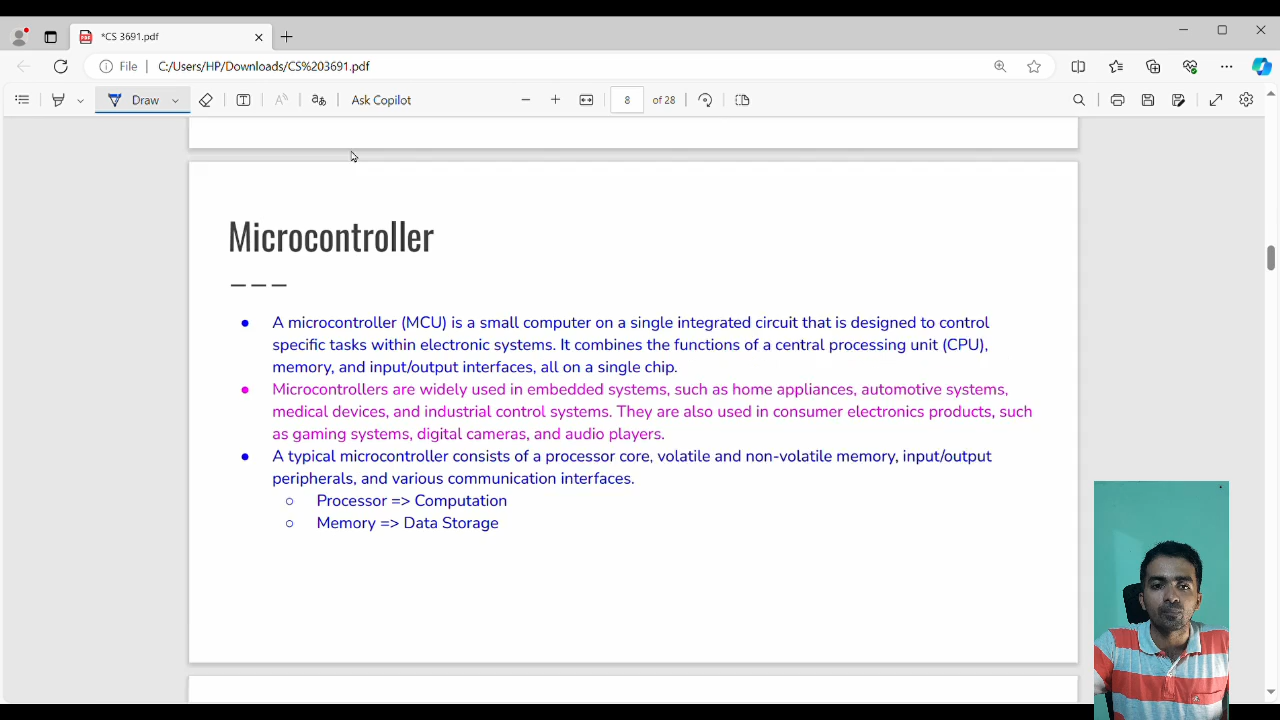 *CS 3691.pdf
File
C:/Users/HP/Downloads/CS%203691.pdf
Draw
Ask Copilot
8 of 28
Microcontroller
● A microcontroller (MCU) is a small computer on a single integrated circuit that is designed to control
specific tasks within electronic systems. It combines the functions of a central processing unit (CPU),
memory, and input/output interfaces, all on a single chip.
● Microcontrollers are widely used in embedded systems, such as home appliances, automotive systems,
medical devices, and industrial control systems. They are also used in consumer electronics products, such
as gaming systems, digital cameras, and audio players.
● A typical microcontroller consists of a processor core, volatile and non-volatile memory, input/output
peripherals, and various communication interfaces.
○ Processor => Computation
○ Memory => Data Storage